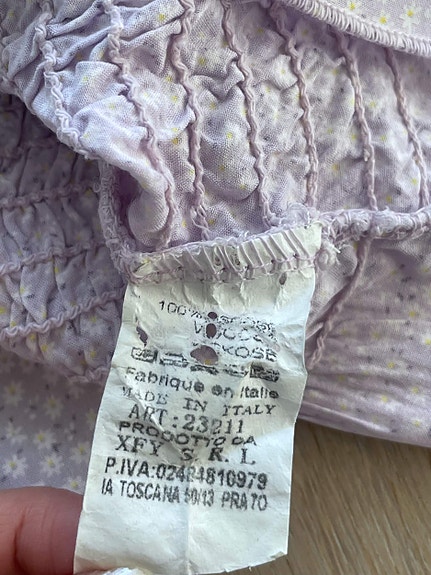 100%
VISCOSE
Fabriqué en Italie
MADE IN ITALY
ART: 23211
PRODOTTO DA
XFY S. R. L
P.IVA:02484810979
IA TOSCANA 50/13 PRATO